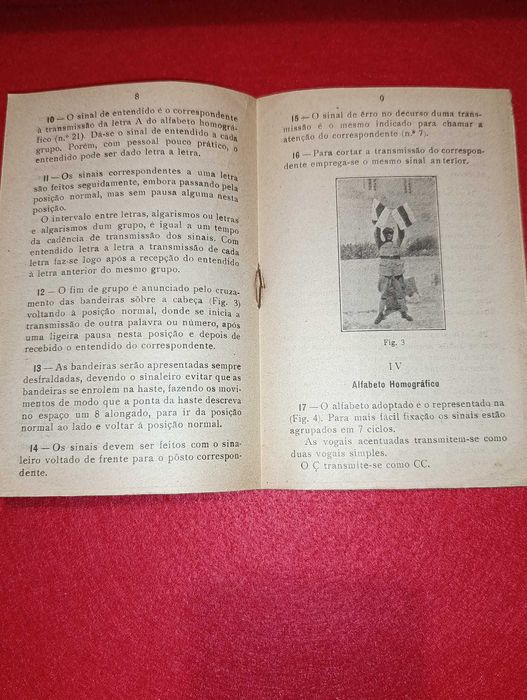 8
10 — O sinal de entendido é o correspondente
à transmissão da letra A do alfabeto homográ-
fico (n.º 21). Dá-se o sinal de entendido a cada
grupo. Porém, com pessoal pouco prático, o
entendido pode ser dado letra a letra.
11 — Os sinais correspondentes a uma letra
são feitos seguidamente, embora passando pela
posição normal, mas sem pausa alguma nesta
posição.
O intervalo entre letras, algarismos ou letras
e algarismos dum grupo, é igual a um tempo
da cadência de transmissão dos sinais. Com
entendido letra a letra a transmissão de cada
letra faz-se logo após a recepção do entendido
à letra anterior do mesmo grupo.
12 — O fim de grupo é anunciado pelo cruza-
mento das bandeiras sôbre a cabeça (Fig. 3)
voltando à posição normal, donde se inicia a
transmissão de outra palavra ou número, após
uma ligeira pausa nesta posição e depois de
recebido o entendido do correspondente.
13 — As bandeiras serão apresentadas sempre
desfraldadas, devendo o sinaleiro evitar que as
bandeiras se enrolem na haste, fazendo os movi-
mentos de modo que a ponta da haste descreva
no espaço um 8 alongado, para ir da posição
normal ao lado e voltar à posição normal.
14 — Os sinais devem ser feitos com o sina-
leiro voltado de frente para o pôsto correspon-
dente.
9
15 — O sinal de êrro no decurso duma trans-
missão é o mesmo indicado para chamar a
atenção do correspondente (n.º 7).
16 — Para cortar a transmissão do correspon-
dente emprega-se o mesmo sinal anterior.
Fig. 3
IV
Alfabeto Homográfico
17 — O alfabeto adoptado é o representado na
(Fig. 4). Para mais fácil fixação os sinais estão
agrupados em 7 ciclos.
As vogais acentuadas transmitem-se como
duas vogais simples.
O Ç transmite-se como CC.